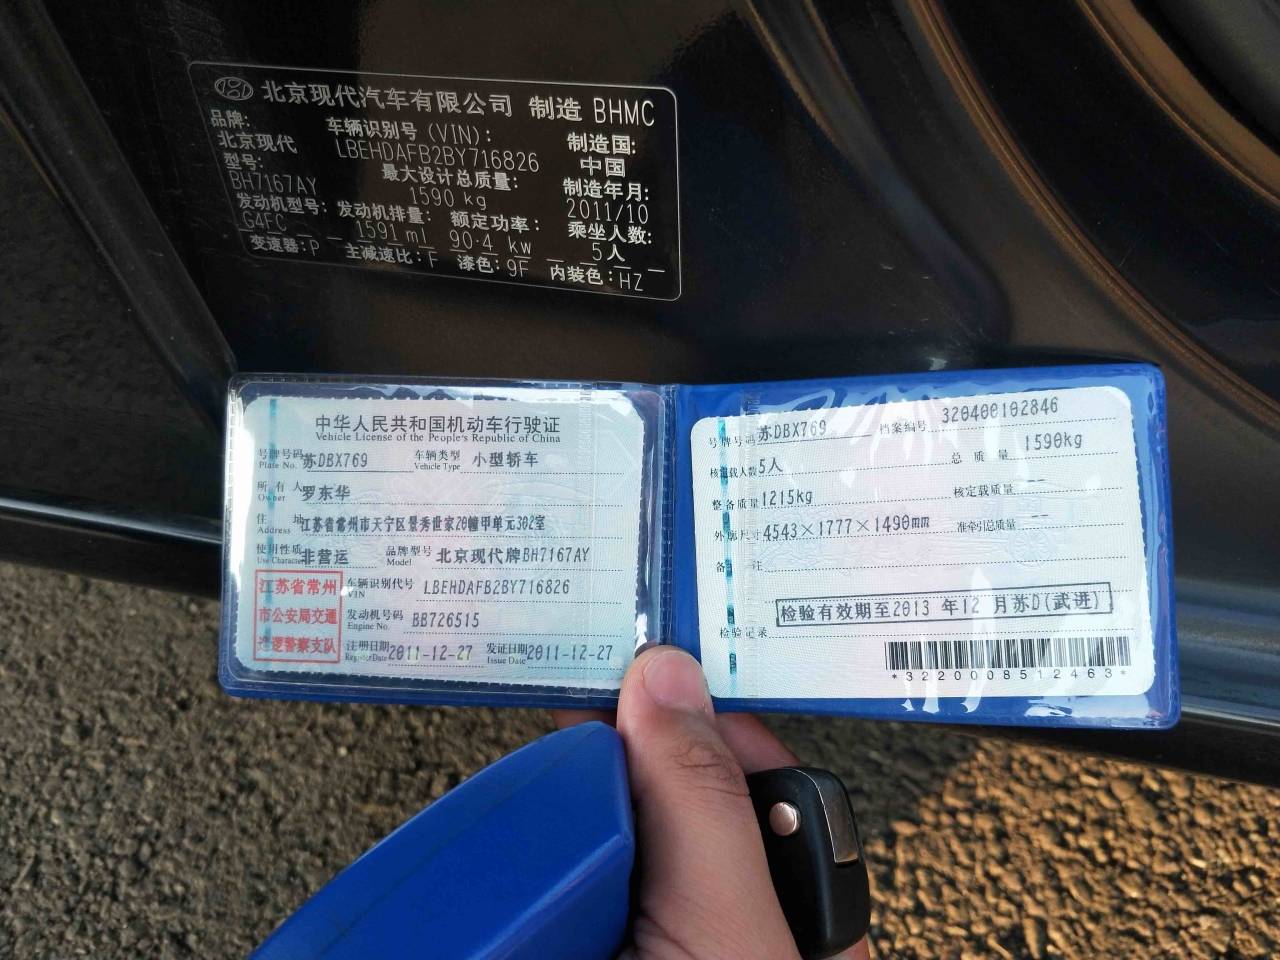 北京现代汽车有限公司 制造 BHMC
品牌: 车辆识别号 (VIN): 制造国:
北京现代 LBEHDAFB2BY716826 中国
型号: 最大设计总质量: 制造年月:
BH7167AY 1590 kg 2011/10
发动机型号: 发动机排量: 额定功率: 乘坐人数:
G4FC 1591 ml 90.4 kw 5人
变速器:P 主减速比:F 漆色:9F 内装色:HZ
中华人民共和国机动车行驶证
Vehicle License of the People's Republic of China
号牌号码 苏DBX769 车辆类型 小型轿车
Plate No. Vehicle Type
所有人 罗东华
Owner
住址 江苏省常州市天宁区景秀世家20幢甲单元302室
Address
使用性质 非营运 品牌型号 北京现代牌BH7167AY
Use Character Model
江苏省常州
市公安局交通
巡逻警察支队
车辆识别代号 LBEHDAFB2BY716826
VIN
发动机号码 BB726515
Engine No.
注册日期 2011-12-27 发证日期 2011-12-27
Register Date Issue Date
号牌号码 苏DBX769 档案编号 320400102846
核定载人数 5人 总质量 1590kg
整备质量 1215kg 核定载质量 --
外廓尺寸 4543×1777×1490mm 准牵引总质量 --
备注
检验有效期至2013 年12 月苏D(武进)
检验记录
*3220008512463*